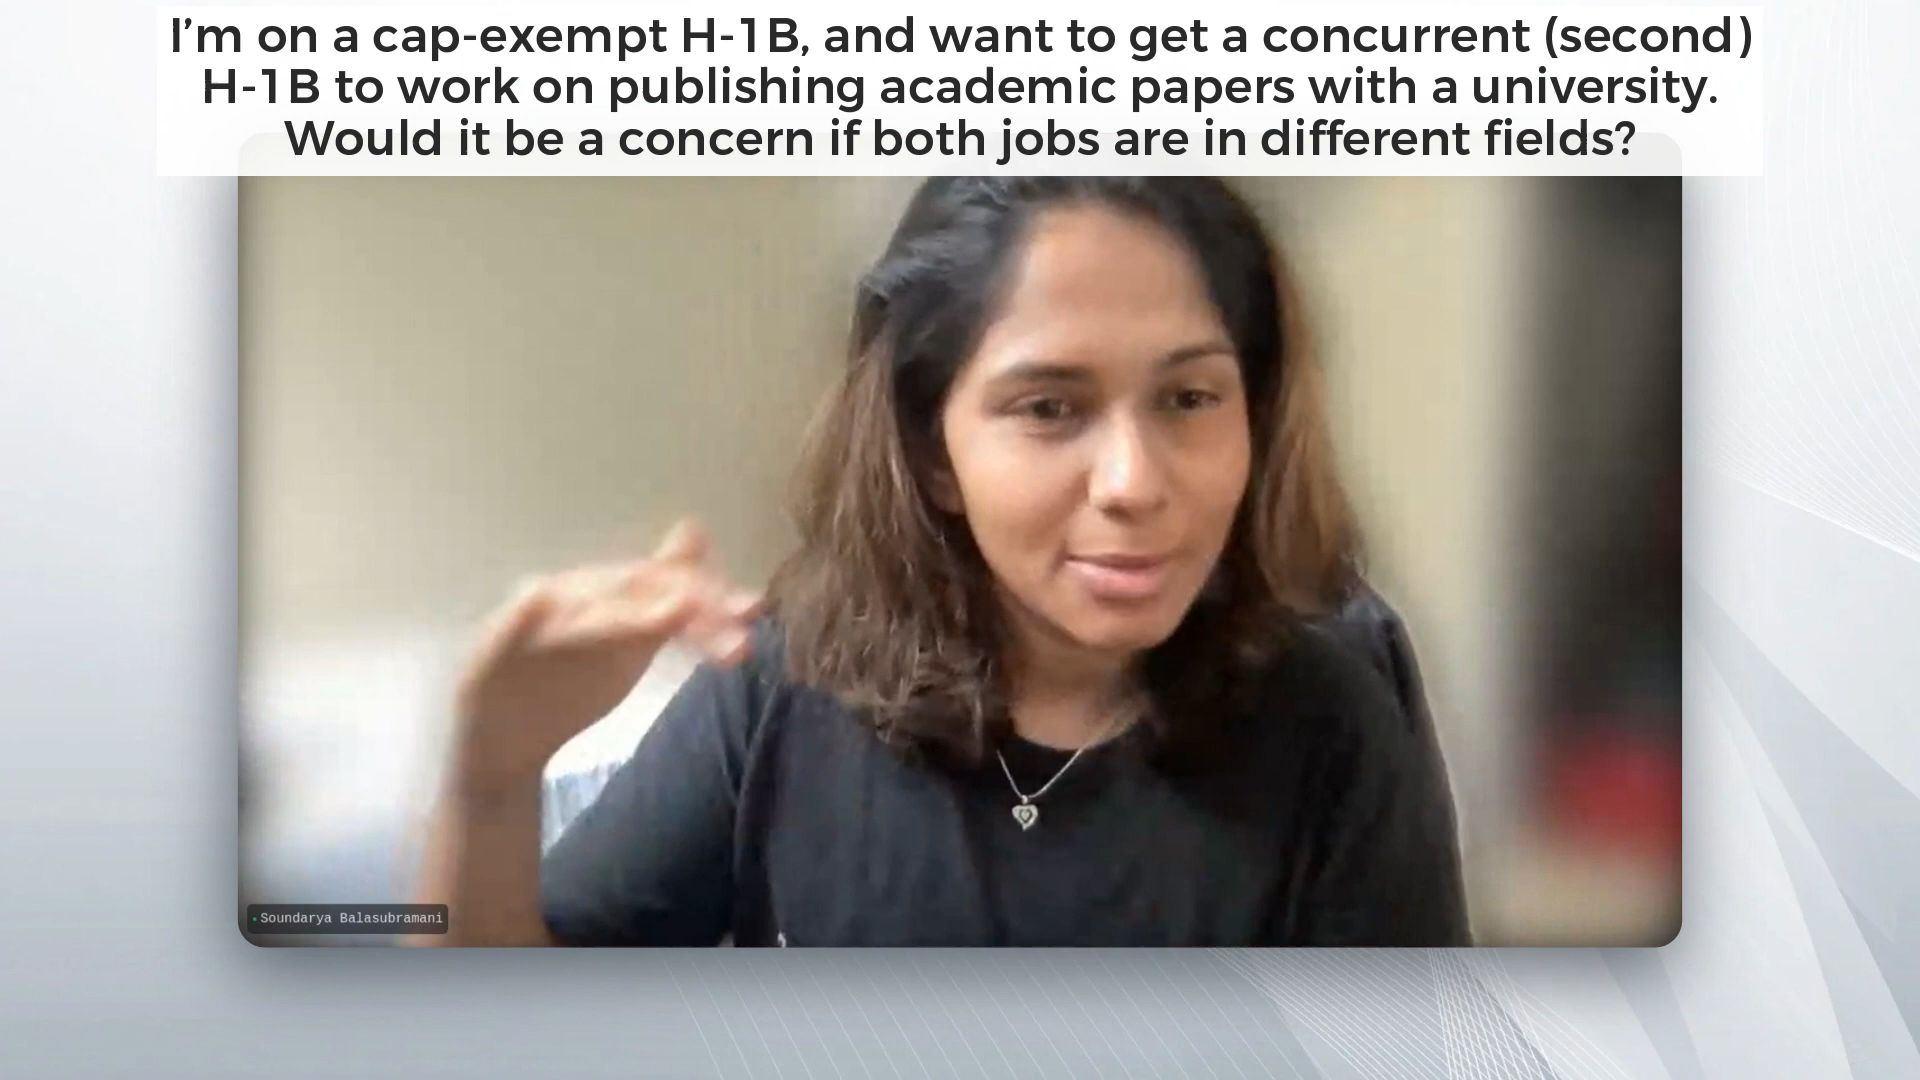 I’m on a cap-exempt H-1B, and want to get a concurrent (second)
H-1B to work on publishing academic papers with a university.
Would it be a concern if both jobs are in different fields?
Soundarya Balasubramani